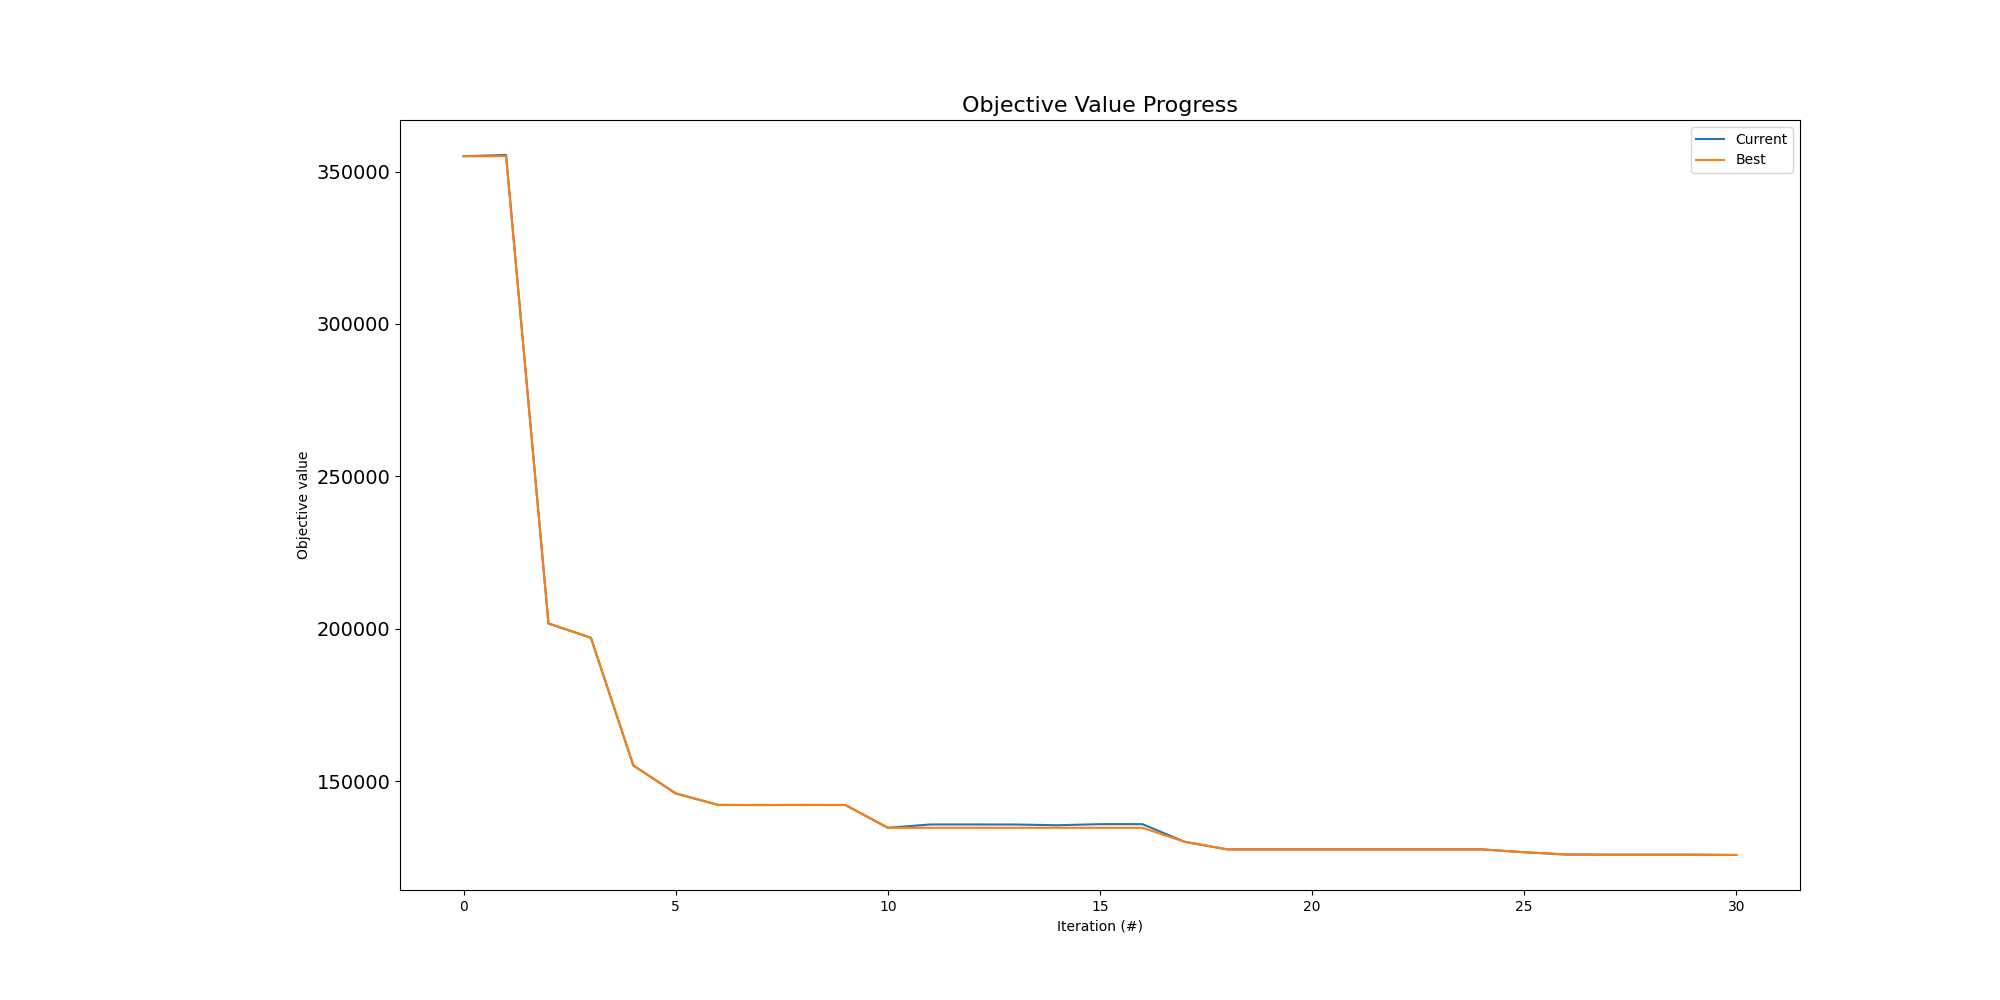 Objective Value Progress
Current
Best
350000
300000
250000
200000
150000
Objective value
0 5 10 15 20 25 30
Iteration (#)